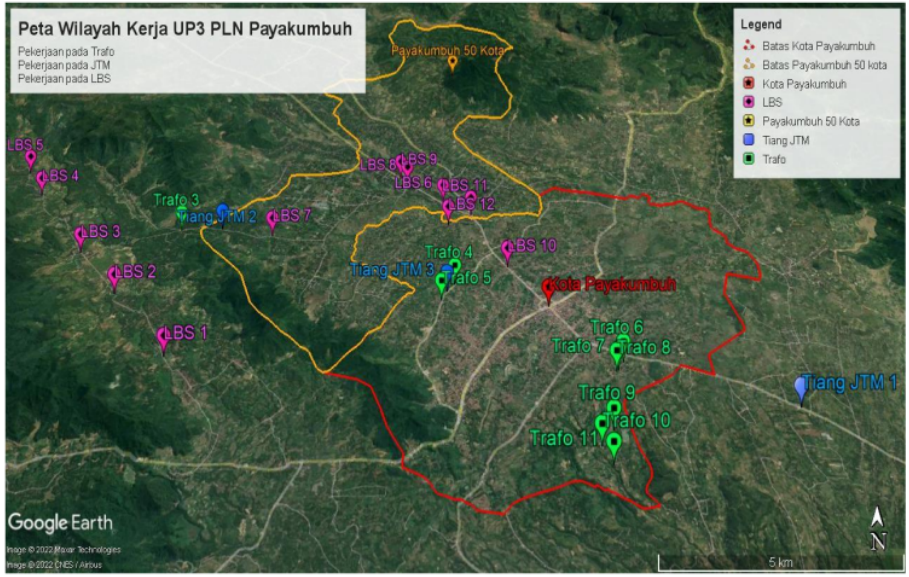 Peta Wilayah Kerja UP3 PLN Payakumbuh
Pekerjaan pada Trafo
Pekerjaan pada JTM
Pekerjaan pada LBS
Legend
Batas Kota Payakumbuh
Batas Payakumbuh 50 kota
Kota Payakumbuh
LBS
Payakumbuh 50 Kota
Tiang JTM
Trafo
Payakumbuh 50 Kota
LBS 5
LBS 4
LBS 8
LBS 9
LBS 6
LBS 11
LBS 12
Trafo 3
Tiang JTM 2
LBS 7
LBS 3
LBS 10
Trafo 4
Tiang JTM 3
Trafo 5
LBS 2
Kota Payakumbuh
LBS 1
Trafo 6
Trafo 7
Trafo 8
Tiang JTM 1
Trafo 9
Trafo 10
Trafo 11
Google Earth
Image © 2022 Maxar Technologies
Image © 2022 CNES / Airbus
N
5 km